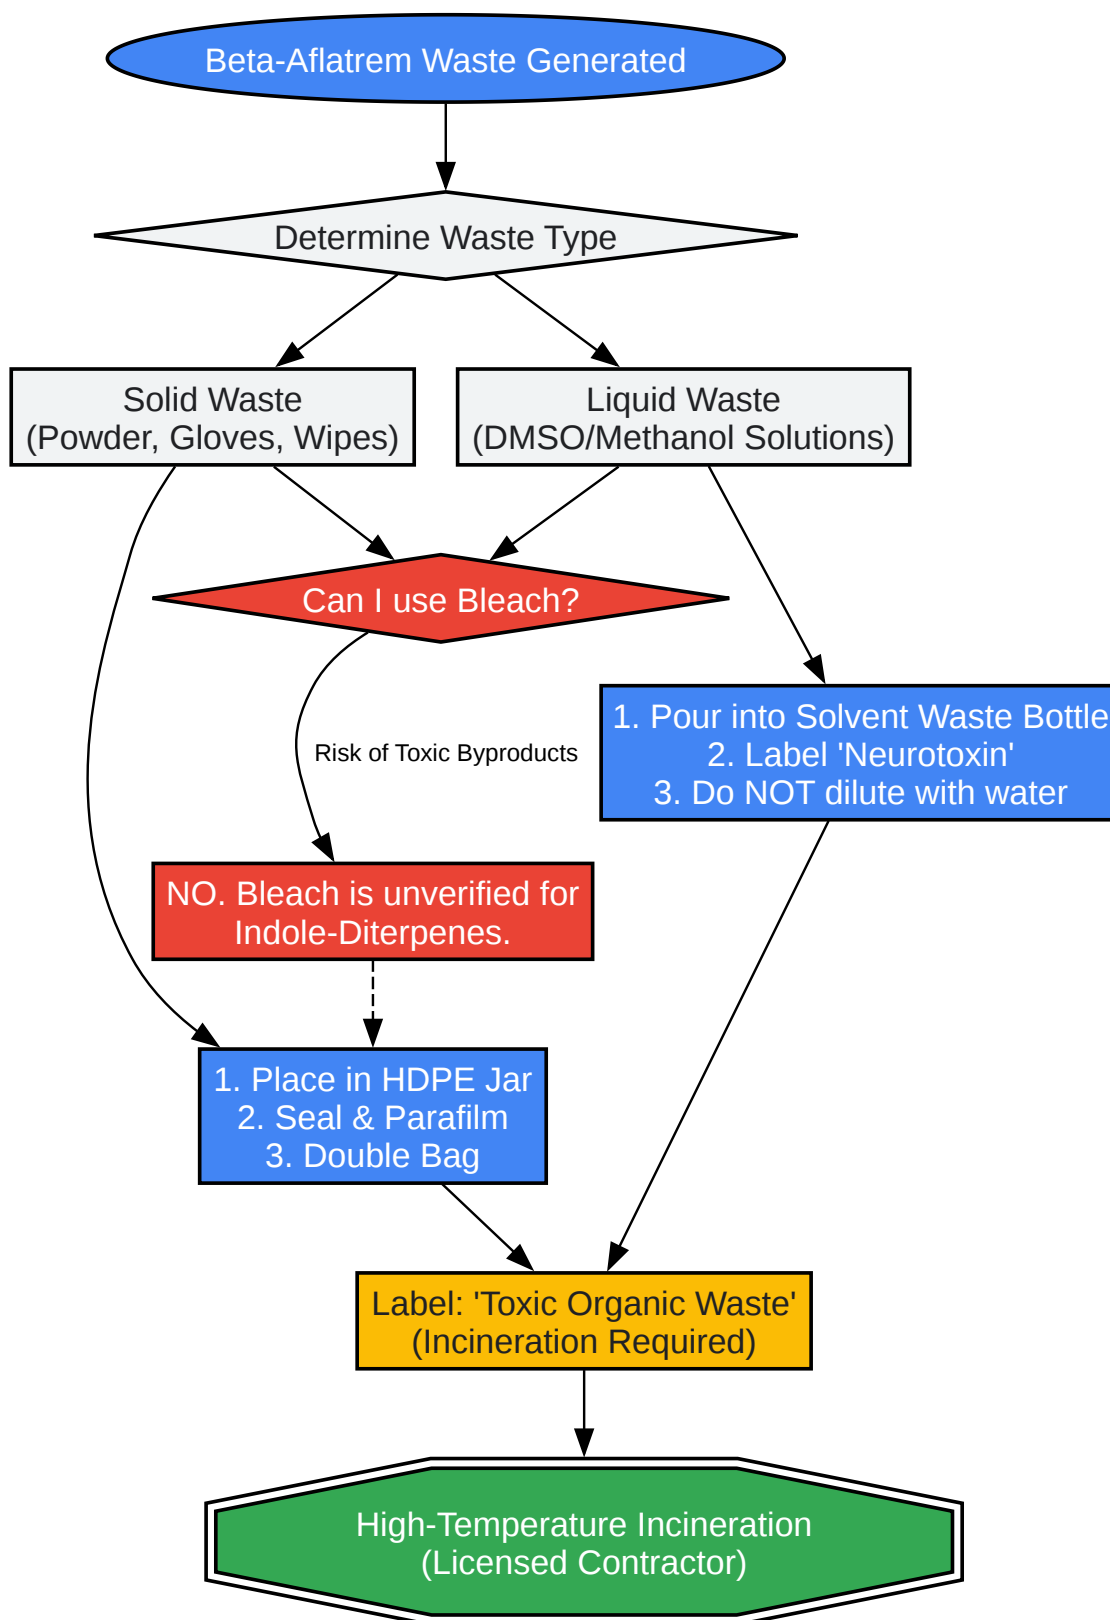 Beta-Aflatrem Waste Generated
Determine Waste Type
Solid Waste
(Powder, Gloves, Wipes)
Liquid Waste
(DMSO/Methanol Solutions)
Can I use Bleach?
1. Pour into Solvent Waste Bottle
2. Label 'Neurotoxin'
3. Do NOT dilute with water
Risk of Toxic Byproducts
NO. Bleach is unverified for
Indole-Diterpenes.
1. Place in HDPE Jar
2. Seal & Parafilm
3. Double Bag
Label: 'Toxic Organic Waste'
(Incineration Required)
High-Temperature Incineration
(Licensed Contractor)